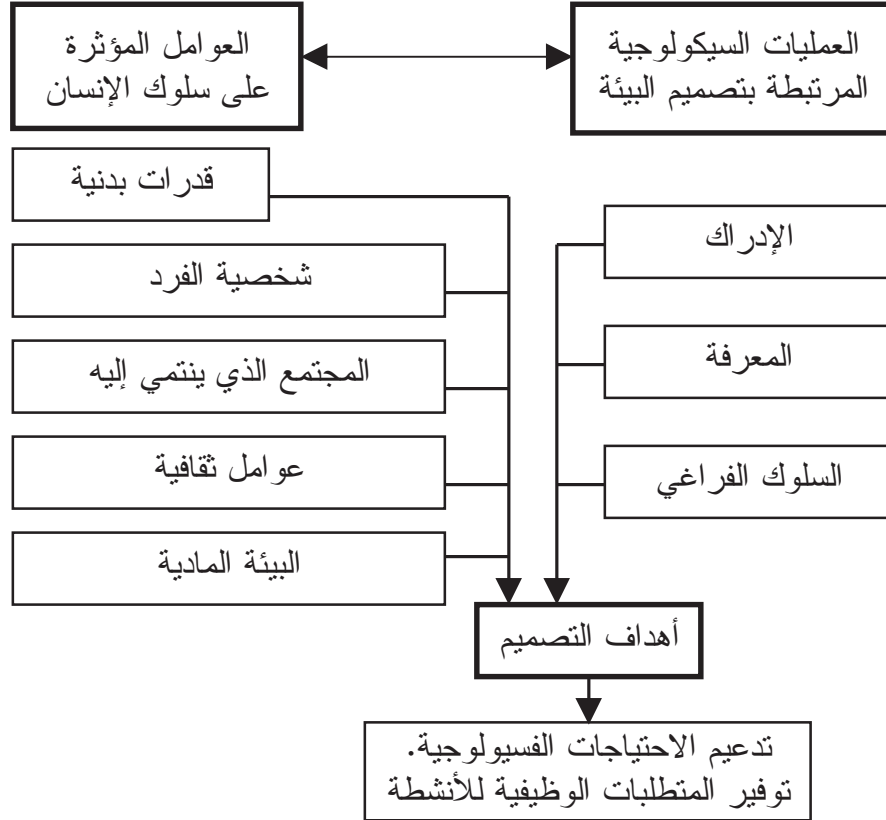 العمليات السيكولوجية
المرتبطة بتصميم البيئة
العوامل المؤثرة
على سلوك الإنسان
الإدراك
المعرفة
السلوك الفراغي
قدرات بدنية
شخصية الفرد
المجتمع الذي ينتمي إليه
عوامل ثقافية
البيئة المادية
أهداف التصميم
تدعيم الاحتياجات الفسيولوجية.
توفير المتطلبات الوظيفية للأنشطة